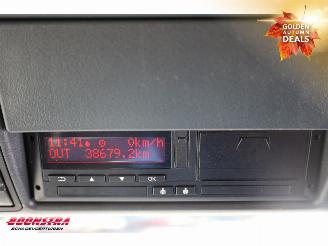 GOLDEN
AUTUMN
DEALS
11:41 0km/h
OUT 38679.2km
OK
BOONSTRA